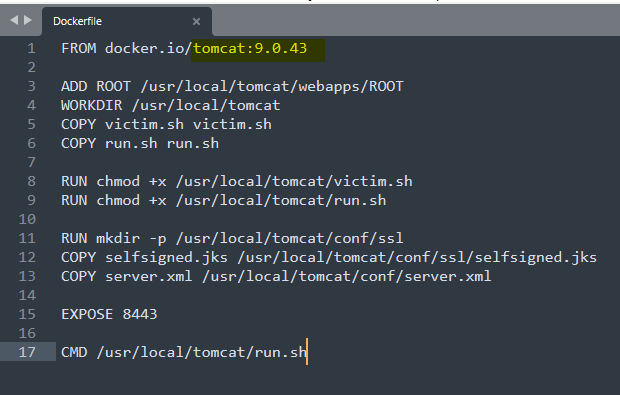 Dockerfile ×
1 FROM docker.io/tomcat:9.0.43
2
3 ADD ROOT /usr/local/tomcat/webapps/ROOT
4 WORKDIR /usr/local/tomcat
5 COPY victim.sh victim.sh
6 COPY run.sh run.sh
7
8 RUN chmod +x /usr/local/tomcat/victim.sh
9 RUN chmod +x /usr/local/tomcat/run.sh
10
11 RUN mkdir -p /usr/local/tomcat/conf/ssl
12 COPY selfsigned.jks /usr/local/tomcat/conf/ssl/selfsigned.jks
13 COPY server.xml /usr/local/tomcat/conf/server.xml
14
15 EXPOSE 8443
16
17 CMD /usr/local/tomcat/run.sh